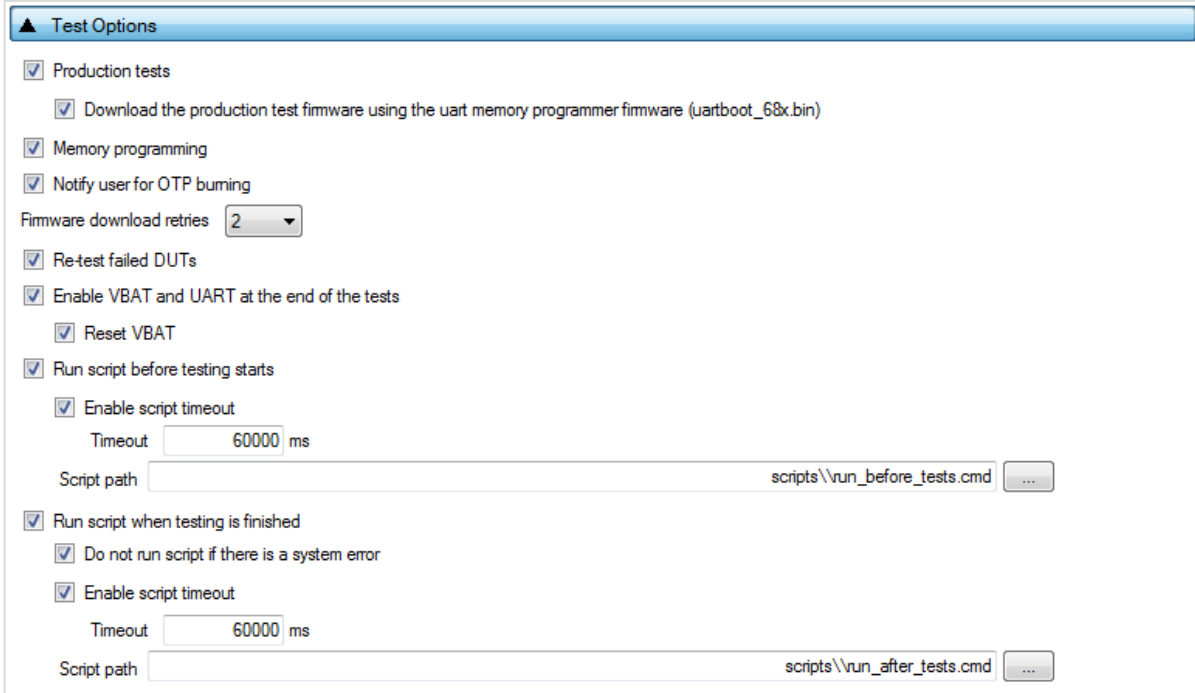 Test Options
Production tests
Download the production test firmware using the uart memory programmer firmware (uartboot_68x.bin)
Memory programming
Notify user for OTP burning
Firmware download retries 2
Re-test failed DUTs
Enable VBAT and UART at the end of the tests
Reset VBAT
Run script before testing starts
Enable script timeout
Timeout 60000 ms
Script path scripts\\run_before_tests.cmd ...
Run script when testing is finished
Do not run script if there is a system error
Enable script timeout
Timeout 60000 ms
Script path scripts\\run_after_tests.cmd ...